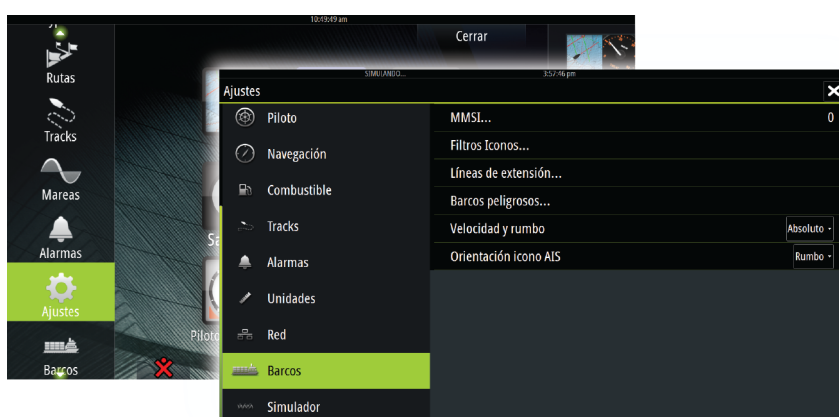 10:49:49 am
Cerrar
Rutas
Tracks
Mareas
Alarmas
Ajustes
Barcos
Piloto
SIMULANDO...
3:57:46 pm
Ajustes
Piloto
Navegación
Combustible
Tracks
Alarmas
Unidades
Red
Barcos
Simulador
MMSI...
0
Filtros Iconos...
Líneas de extensión...
Barcos peligrosos...
Velocidad y rumbo
Absoluto
Orientación icono AIS
Rumbo